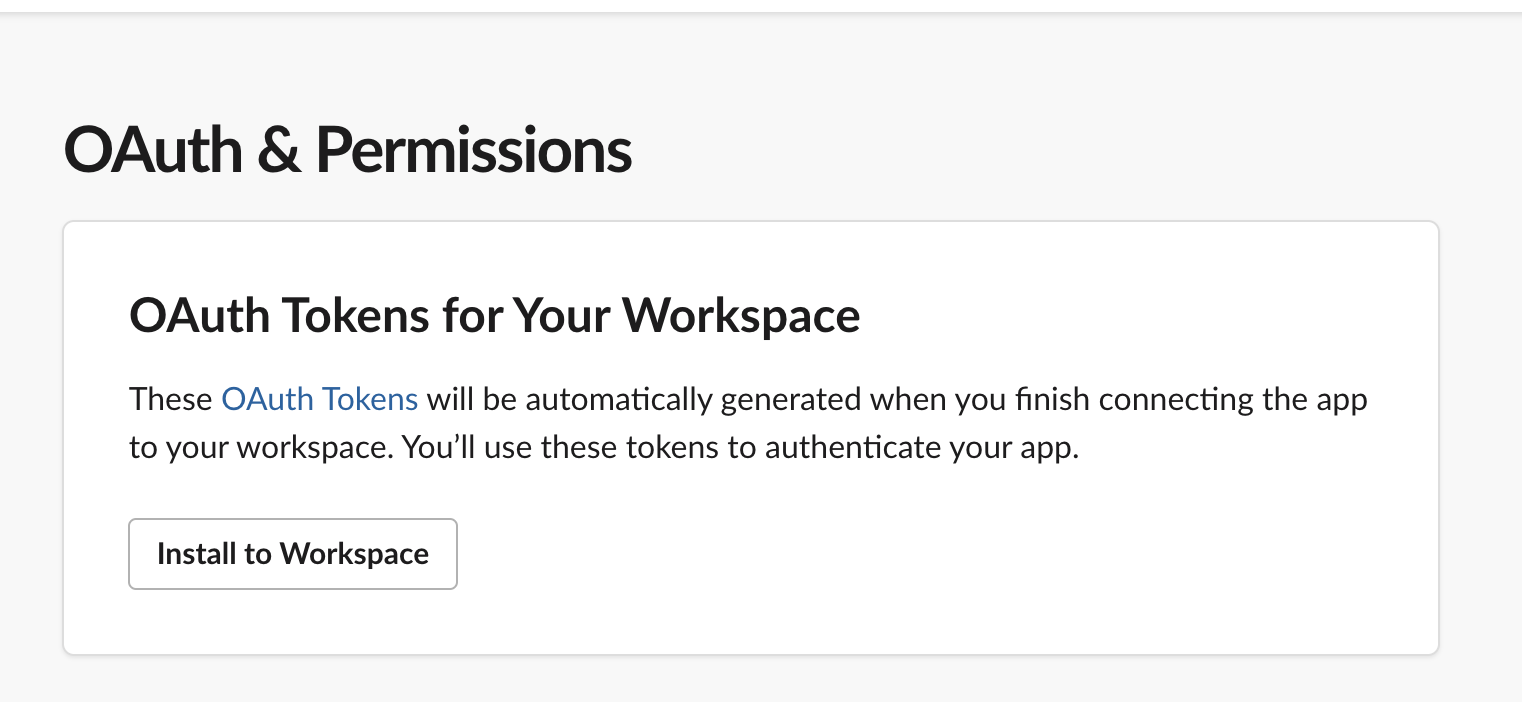 OAuth & Permissions
OAuth Tokens for Your Workspace
These OAuth Tokens will be automatically generated when you finish connecting the app
to your workspace. You’ll use these tokens to authenticate your app.
Install to Workspace